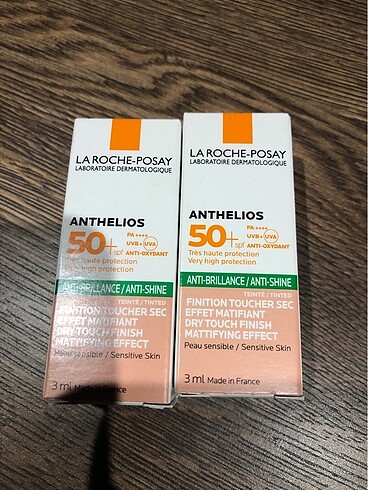 LA ROCHE-POSAY
LABORATOIRE DERMATOLOGIQUE
ANTHELIOS
50+ spf
PA ++++
UVB+UVA
ANTI-OXYDANT
Très haute protection
Very high protection
ANTI-BRILLANCE / ANTI-SHINE
TEINTÉ / TINTED
FINITION TOUCHER SEC
EFFET MATIFIANT
DRY TOUCH FINISH
MATTIFYING EFFECT
Peau sensible / Sensitive Skin
3 ml Made in France
LA ROCHE-POSAY
LABORATOIRE DERMATOLOGIQUE
ANTHELIOS
50+ spf
PA ++++
UVB+UVA
ANTI-OXYDANT
Très haute protection
Very high protection
ANTI-BRILLANCE / ANTI-SHINE
TEINTÉ / TINTED
FINITION TOUCHER SEC
EFFET MATIFIANT
DRY TOUCH FINISH
MATTIFYING EFFECT
Peau sensible / Sensitive Skin
3 ml Made in France